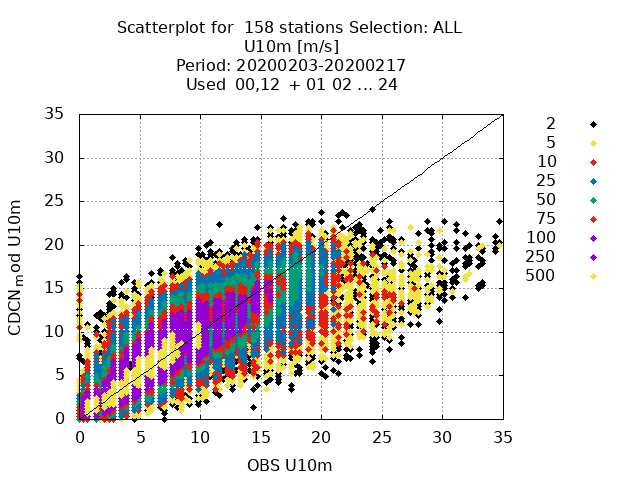 Scatterplot for  158 stations Selection: ALL
U10m [m/s]
Period: 20200203-20200217
Used  00,12  + 01 02 ... 24
35
30
25
20
15
10
5
0
CDCN_mod U10m
0 5 10 15 20 25 30 35
OBS U10m
2
5
10
25
50
75
100
250
500